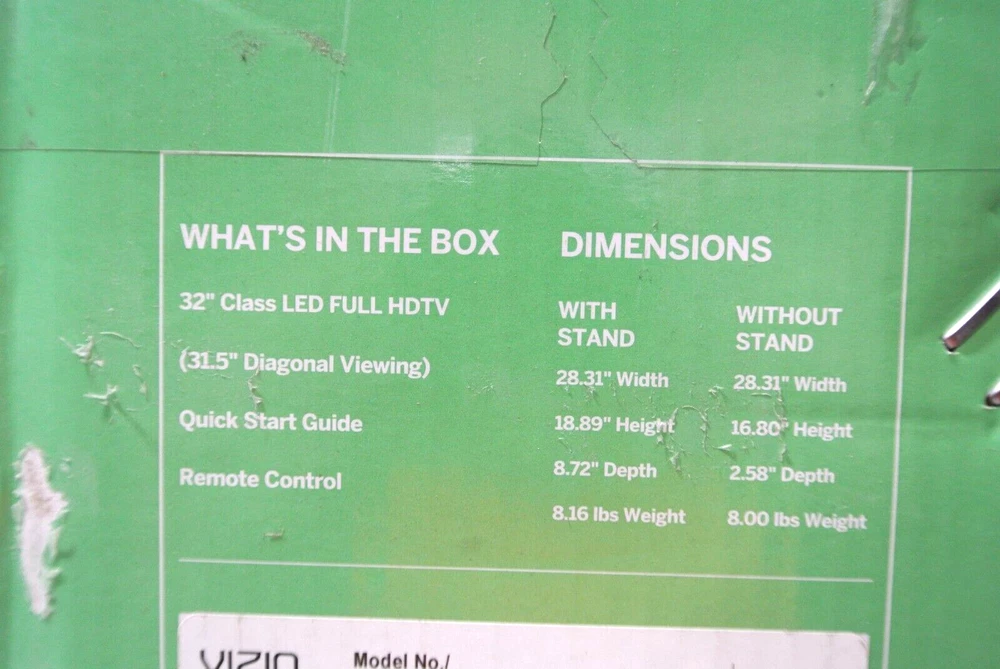 WHAT'S IN THE BOX
32" Class LED FULL HDTV
(31.5" Diagonal Viewing)
Quick Start Guide
Remote Control
DIMENSIONS
WITH
STAND
28.31" Width
18.89" Height
8.72" Depth
8.16 lbs Weight
WITHOUT
STAND
28.31" Width
16.80" Height
2.58" Depth
8.00 lbs Weight
VIZIO
Model No./